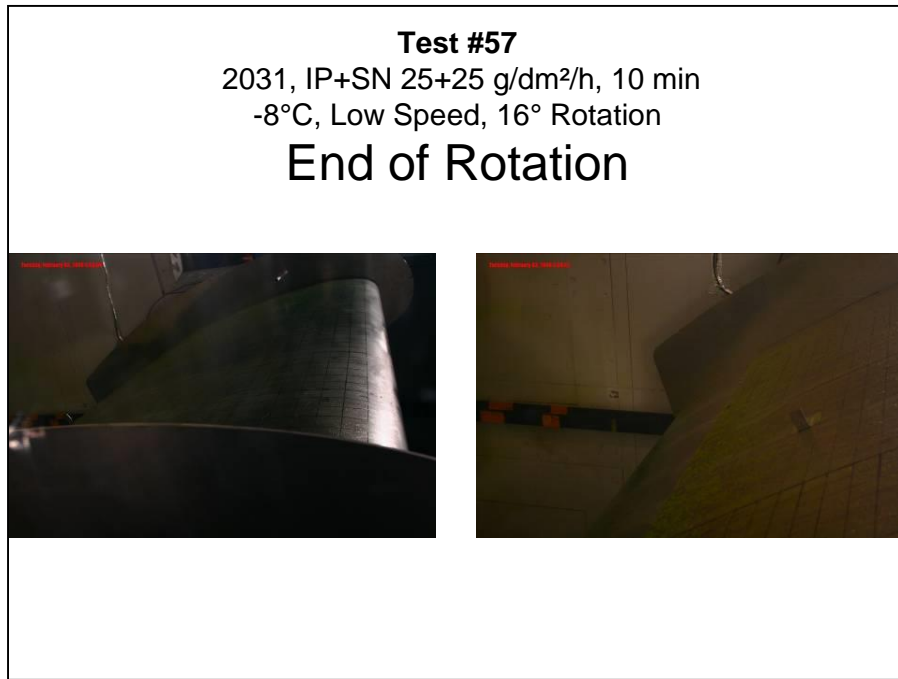 Test #57
2031, IP+SN 25+25 g/dm²/h, 10 min
-8°C, Low Speed, 16° Rotation
End of Rotation